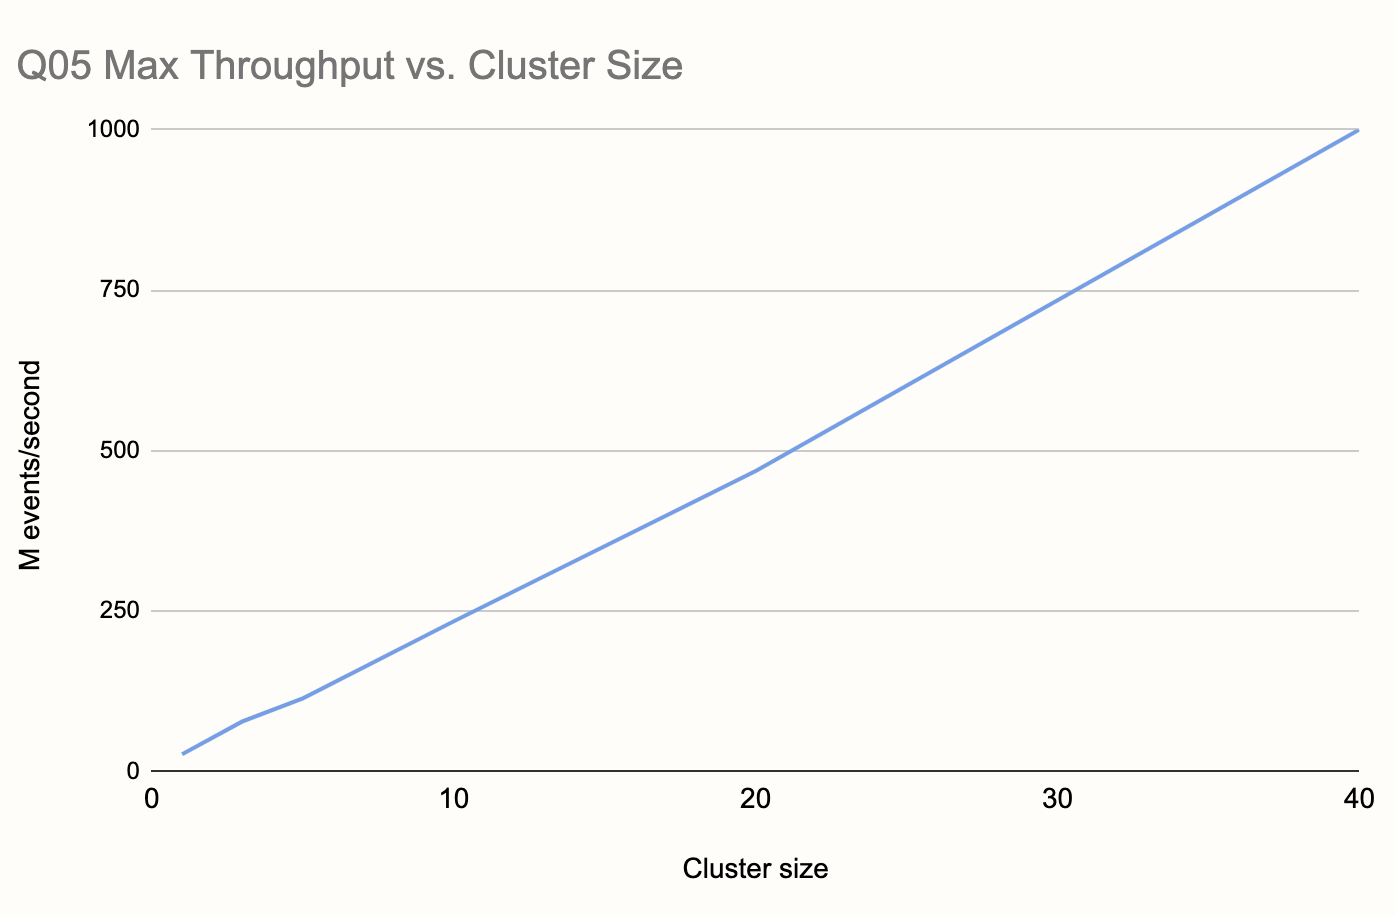 Q05 Max Throughput vs. Cluster Size
1000
750
500
250
0
M events/second
0 10 20 30 40
Cluster size